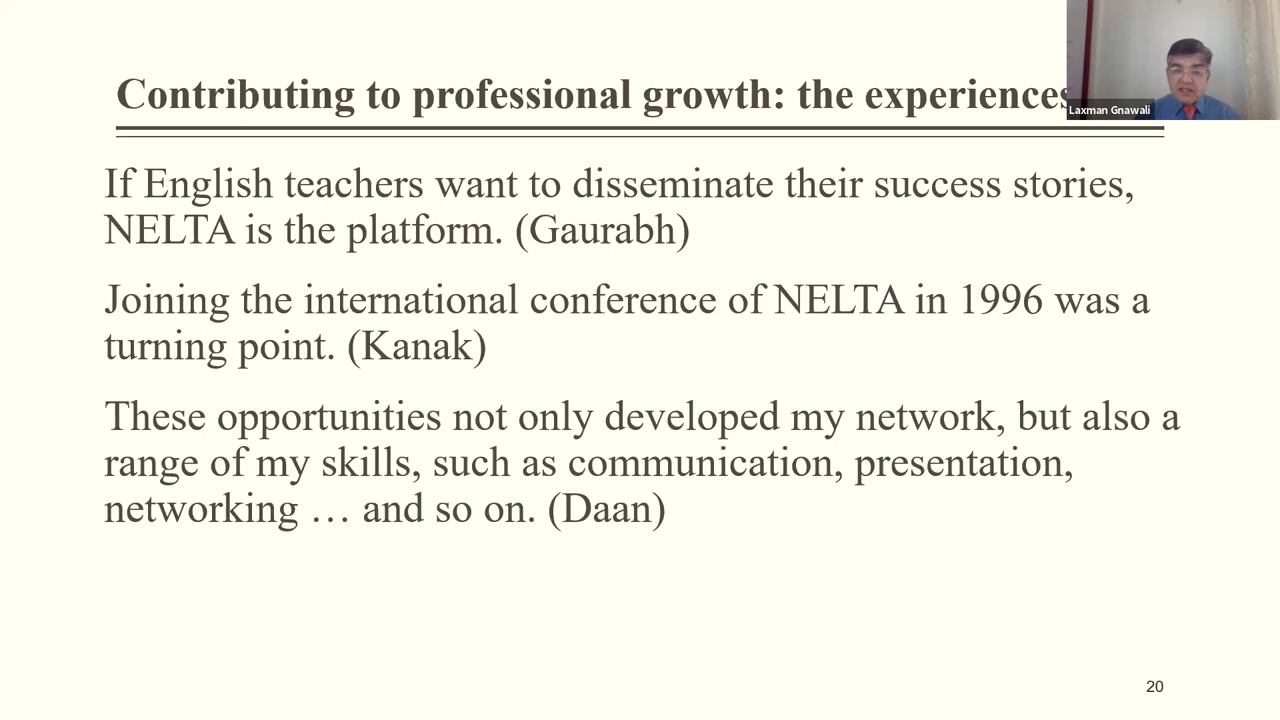 Contributing to professional growth: the experiences
Laxman Gnawali
If English teachers want to disseminate their success stories,
NELTA is the platform. (Gaurabh)
Joining the international conference of NELTA in 1996 was a
turning point. (Kanak)
These opportunities not only developed my network, but also a
range of my skills, such as communication, presentation,
networking … and so on. (Daan)
20